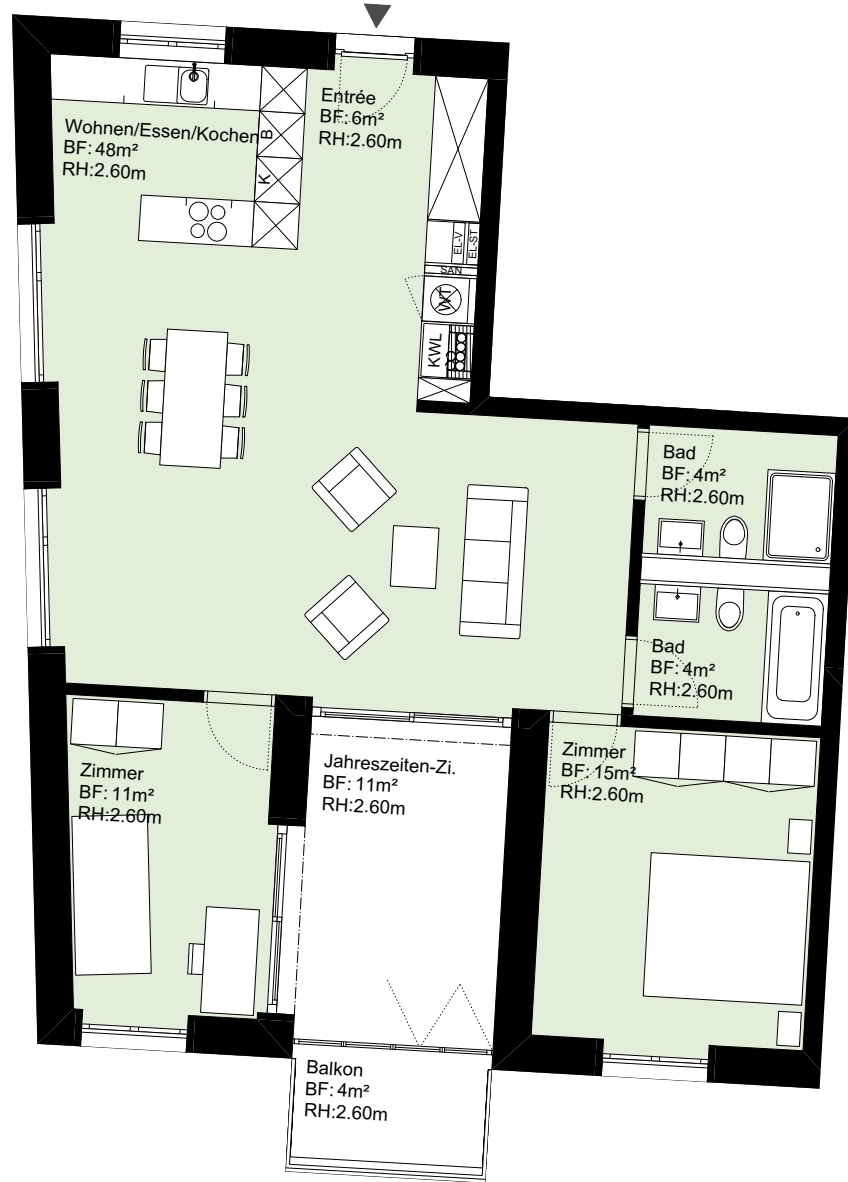 Entrée
BF: 6m²
RH:2.60m
Wohnen/Essen/Kochen
BF: 48m²
RH:2.60m
B
K
EL-V
EL-ST
SAN
WT
KWL
Bad
BF: 4m²
RH:2.60m
Bad
BF: 4m²
RH:2.60m
Zimmer
BF: 11m²
RH:2.60m
Jahreszeiten-Zi.
BF: 11m²
RH:2.60m
Zimmer
BF: 15m²
RH:2.60m
Balkon
BF: 4m²
RH:2.60m